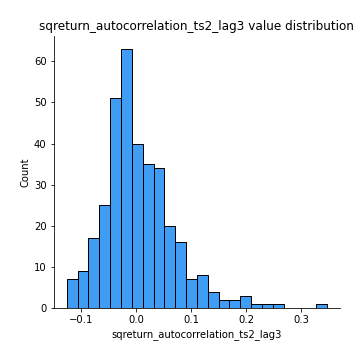 sqreturn_autocorrelation_ts2_lag3 value distribution
60
50
40
30
20
10
0
Count
−0.1 0.0 0.1 0.2 0.3
sqreturn_autocorrelation_ts2_lag3